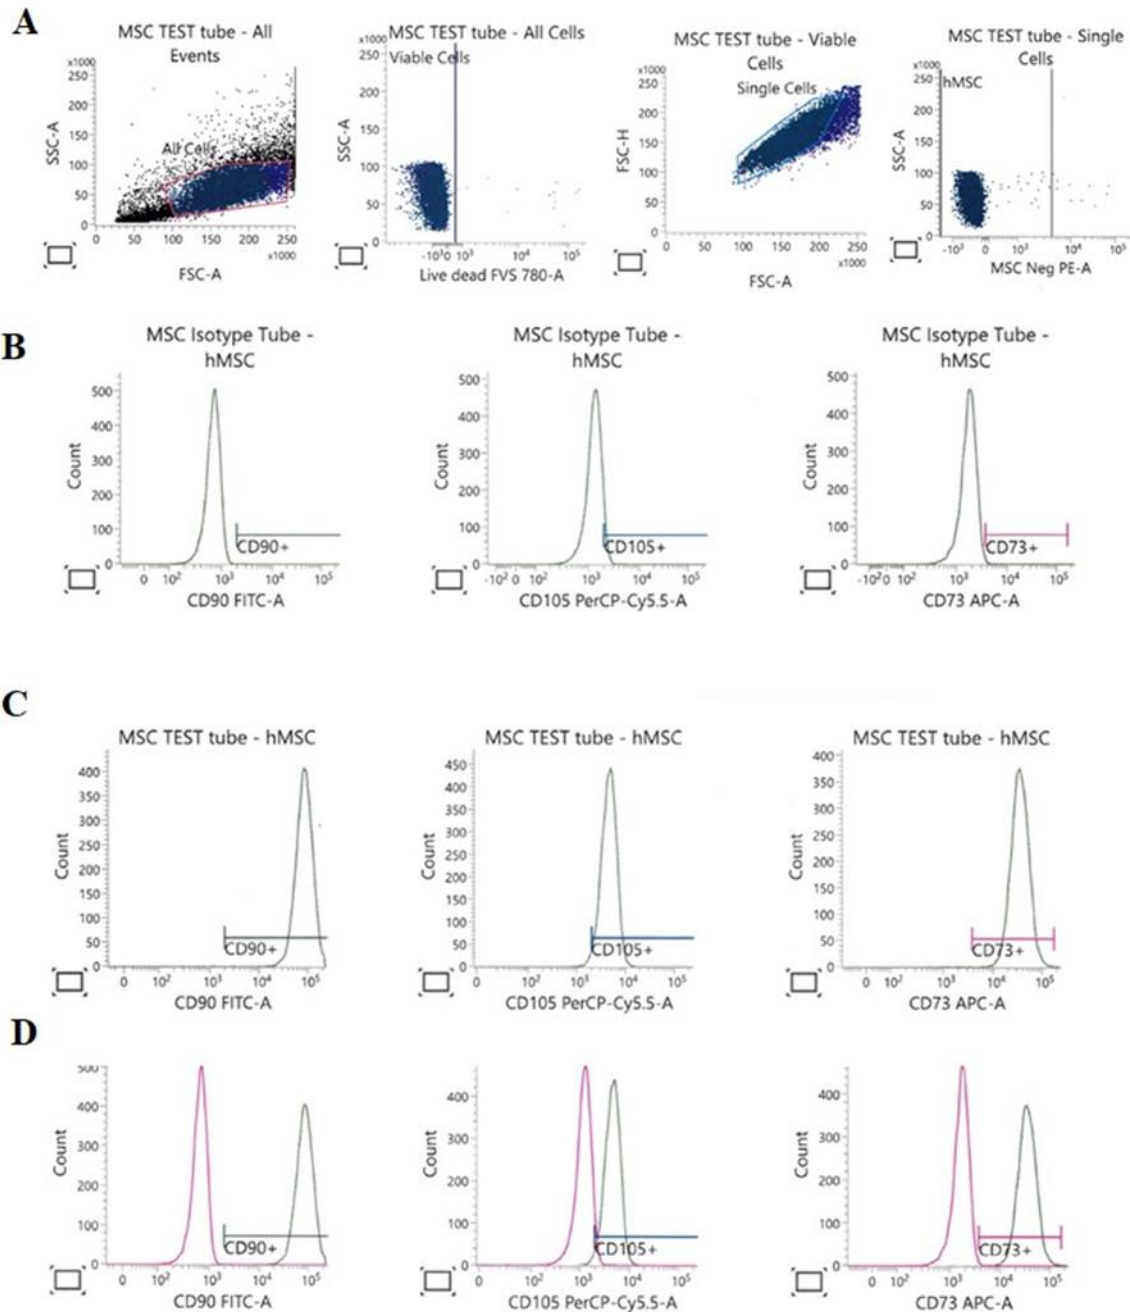 A
MSC TEST tube - All
Events
x1000
250
200
150
100
50
0
SSC-A
All Cells
0 50 100 150 200 250
x1000
FSC-A
MSC TEST tube - All Cells
x1000
Viable Cells
250
200
150
100
50
0
SSC-A
10⁴ 10⁵
Live dead FVS 780-A
MSC TEST tube - Viable
Cells
Single Cells
x1000
250
200
150
100
50
0
FSC-H
0 50 100 150 200 250
x1000
FSC-A
MSC TEST tube - Single
Cells
x1000
hMSC
250
200
150
100
50
0
SSC-A
-10³ 0 10³ 10⁴ 10⁵
MSC Neg PE-A
B
MSC Isotype Tube -
hMSC
500
400
300
200
100
0
Count
CD90+
0 10² 10³ 10⁴ 10⁵
CD90 FITC-A
MSC Isotype Tube -
hMSC
500
400
300
200
100
0
Count
CD105+
-10² 0 10² 10³ 10⁴ 10⁵
CD105 PerCP-Cy5.5-A
MSC Isotype Tube -
hMSC
500
400
300
200
100
0
Count
CD73+
-10² 0 10² 10³ 10⁴ 10⁵
CD73 APC-A
C
MSC TEST tube - hMSC
400
350
300
250
200
150
100
50
0
Count
CD90+
0 10² 10³ 10⁴ 10⁵
CD90 FITC-A
MSC TEST tube - hMSC
450
400
350
300
250
200
150
100
50
0
Count
CD105+
0 10² 10³ 10⁴ 10⁵
CD105 PerCP-Cy5.5-A
MSC TEST tube - hMSC
400
350
300
250
200
150
100
50
0
Count
CD73+
0 10² 10³ 10⁴ 10⁵
CD73 APC-A
D
500
400
300
200
100
0
Count
CD90+
0 10² 10³ 10⁴ 10⁵
CD90 FITC-A
400
300
200
100
0
Count
CD105+
0 10² 10³ 10⁴ 10⁵
CD105 PerCP-Cy5.5-A
400
300
200
100
0
Count
CD73+
0 10² 10³ 10⁴ 10⁵
CD73 APC-A